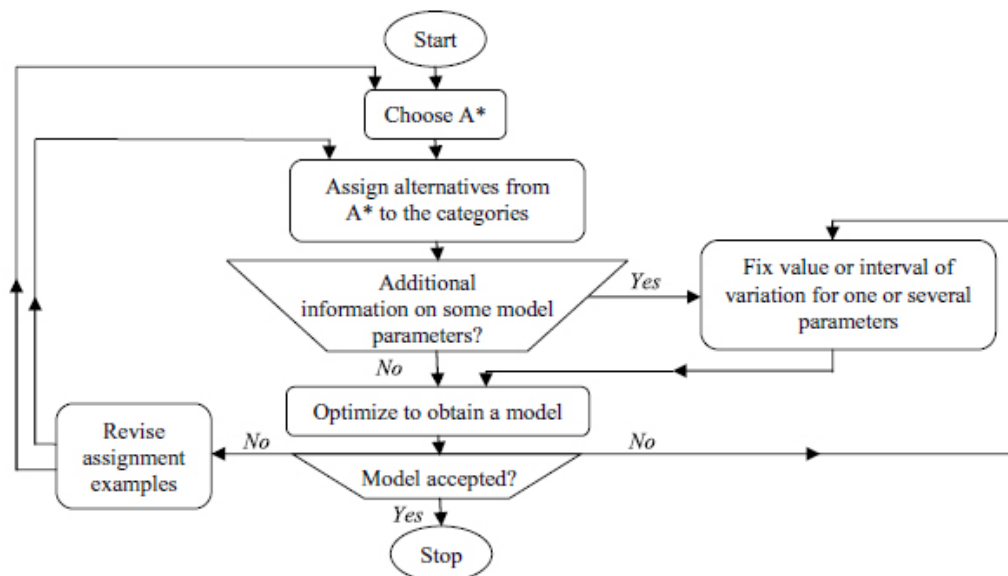 Start
Choose A*
Assign alternatives from
A* to the categories
Additional
information on some model
parameters?
Yes
Fix value or interval of
variation for one or several
parameters
No
Optimize to obtain a model
Revise
assignment
examples
No
No
Model accepted?
Yes
Stop